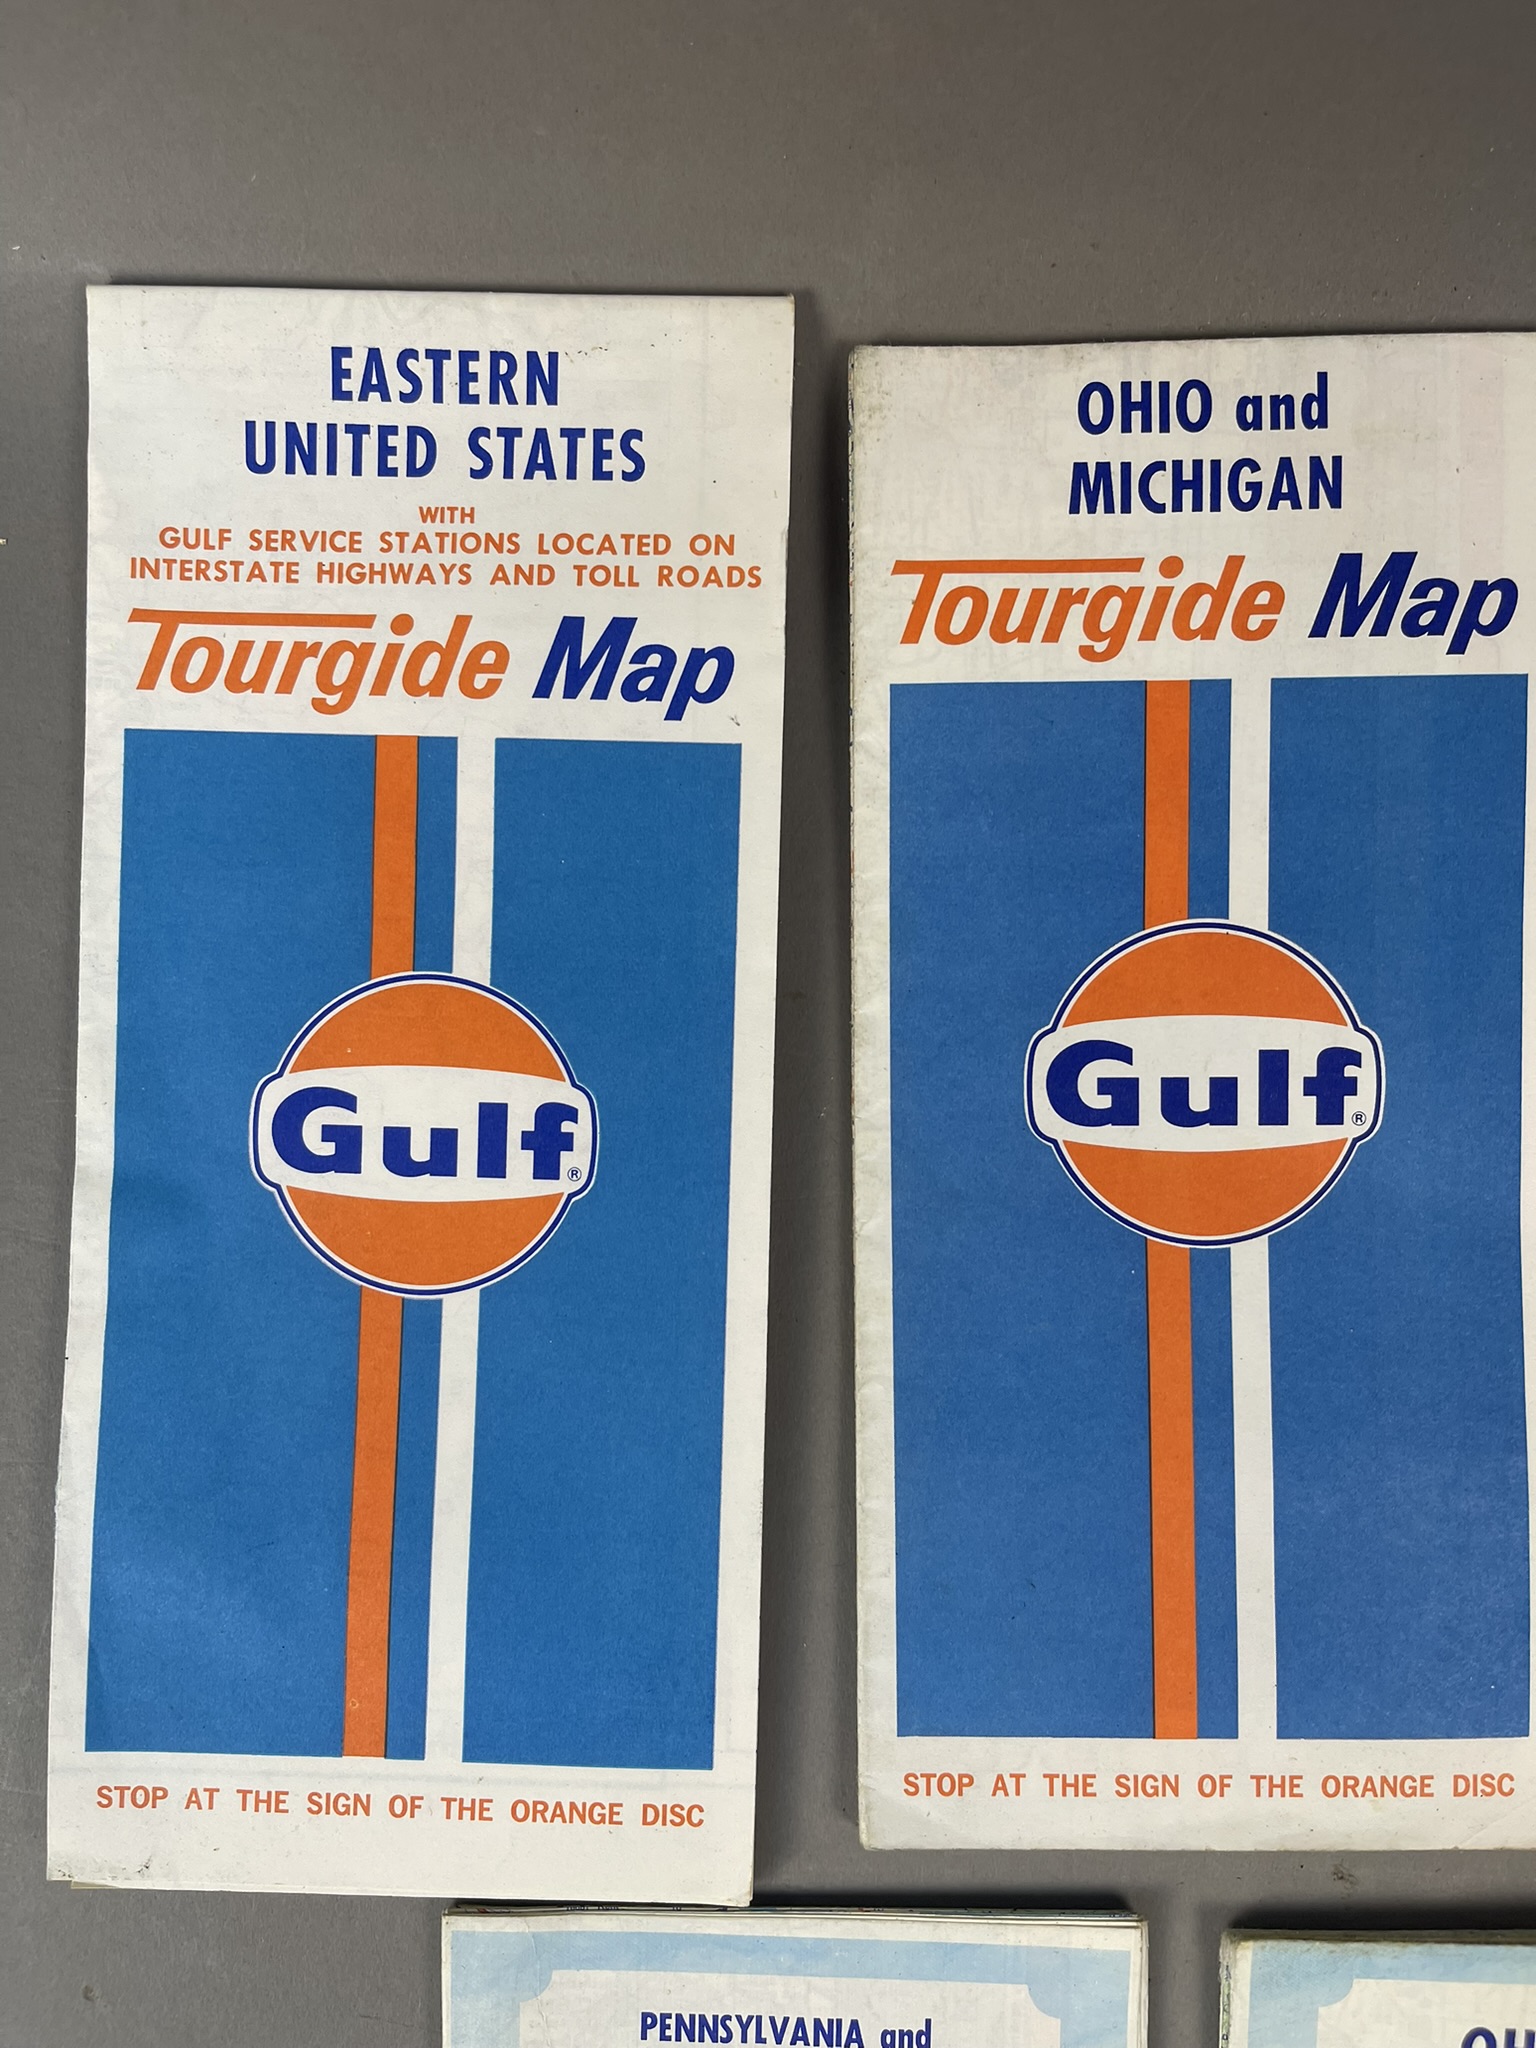 EASTERN
UNITED STATES
WITH
GULF SERVICE STATIONS LOCATED ON
INTERSTATE HIGHWAYS AND TOLL ROADS
Tourgide Map
Gulf®
STOP AT THE SIGN OF THE ORANGE DISC
OHIO and
MICHIGAN
Tourgide Map
Gulf®
STOP AT THE SIGN OF THE ORANGE DISC
PENNSYLVANIA and